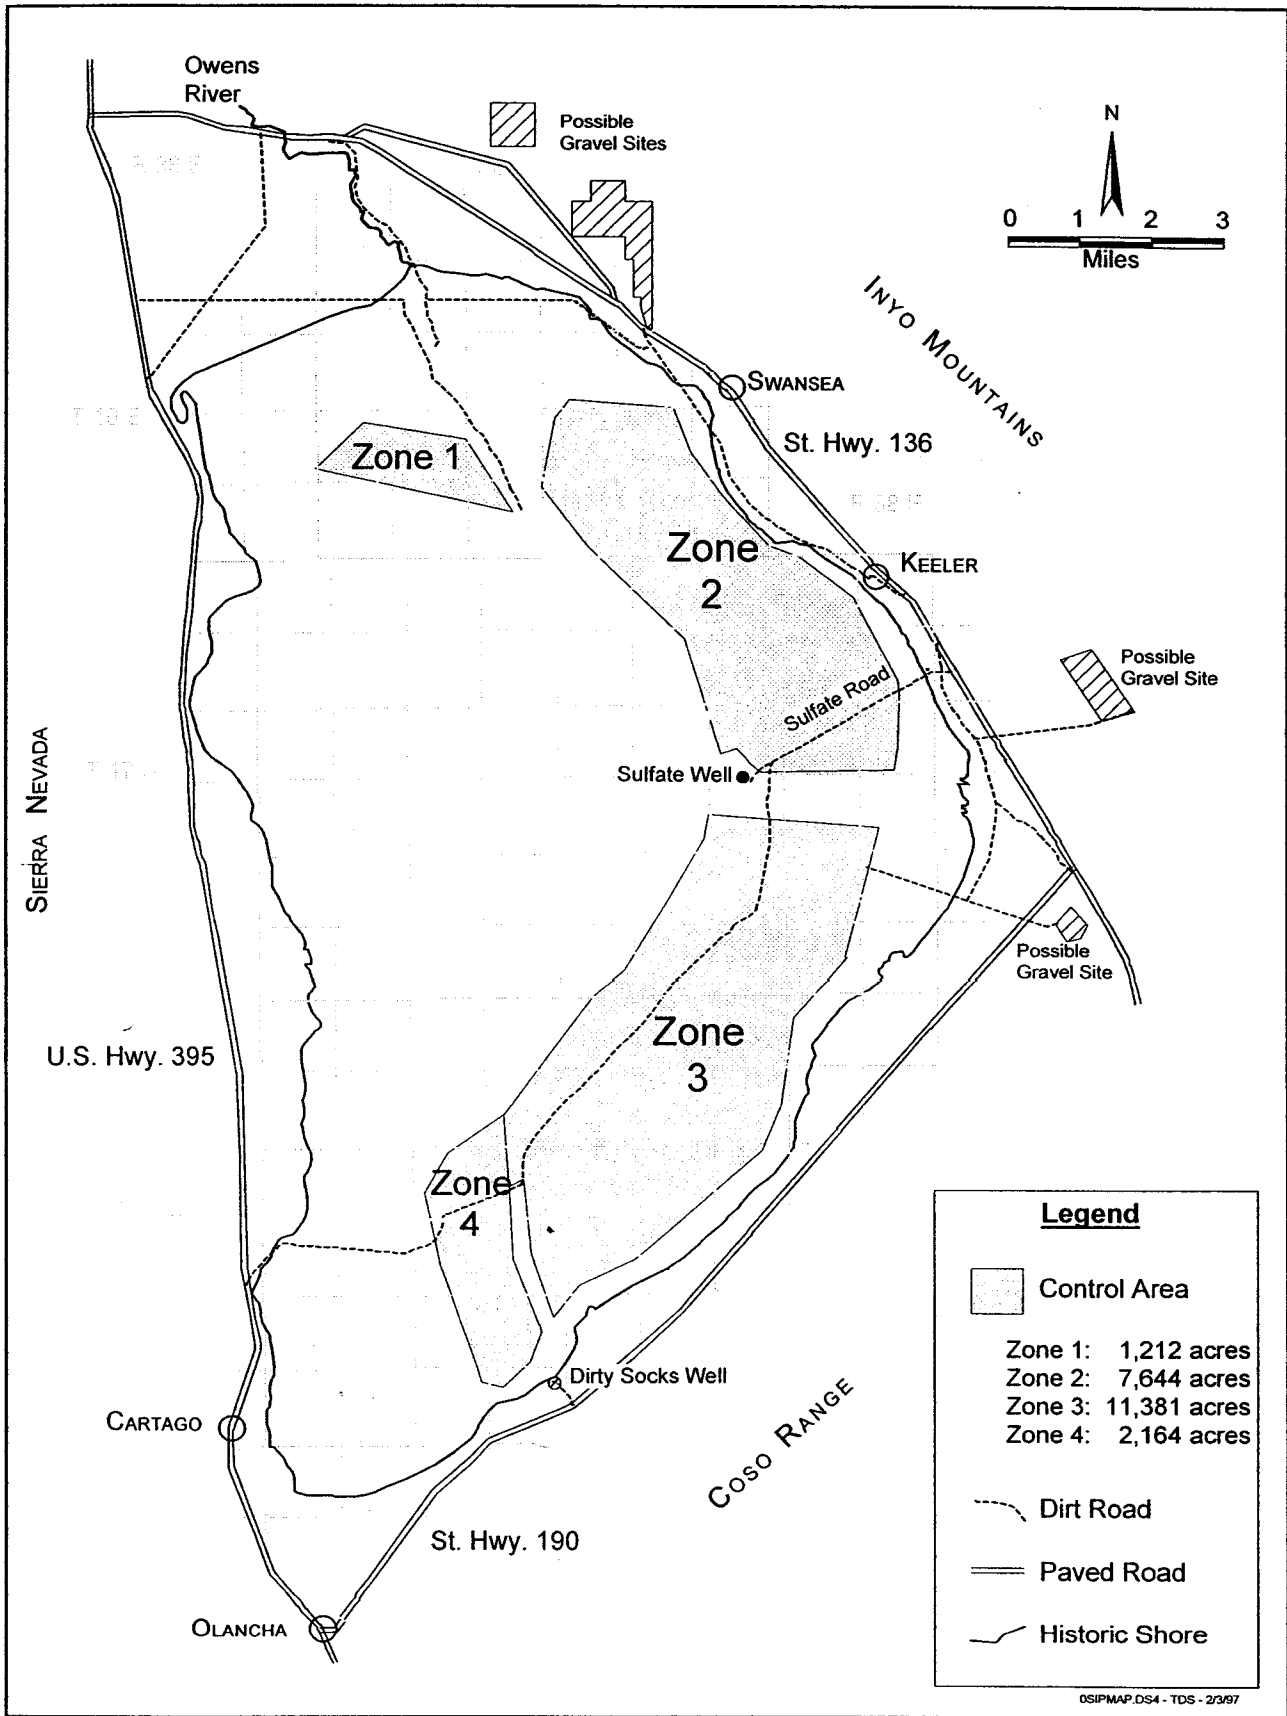 Owens
River
Possible
Gravel Sites
N
0 1 2 3
Miles
INYO MOUNTAINS
SWANSEA
St. Hwy. 136
Zone 1
Zone
2
KEELER
Possible
Gravel Site
Sulfate Road
Sulfate Well
SIERRA NEVADA
Possible
Gravel Site
Zone
3
U.S. Hwy. 395
Zone
4
Dirty Socks Well
CARTAGO
COSO RANGE
St. Hwy. 190
OLANCHA
Legend
Control Area
Zone 1: 1,212 acres
Zone 2: 7,644 acres
Zone 3: 11,381 acres
Zone 4: 2,164 acres
Dirt Road
Paved Road
Historic Shore
0SIPMAP.DS4 - TDS - 2/3/97